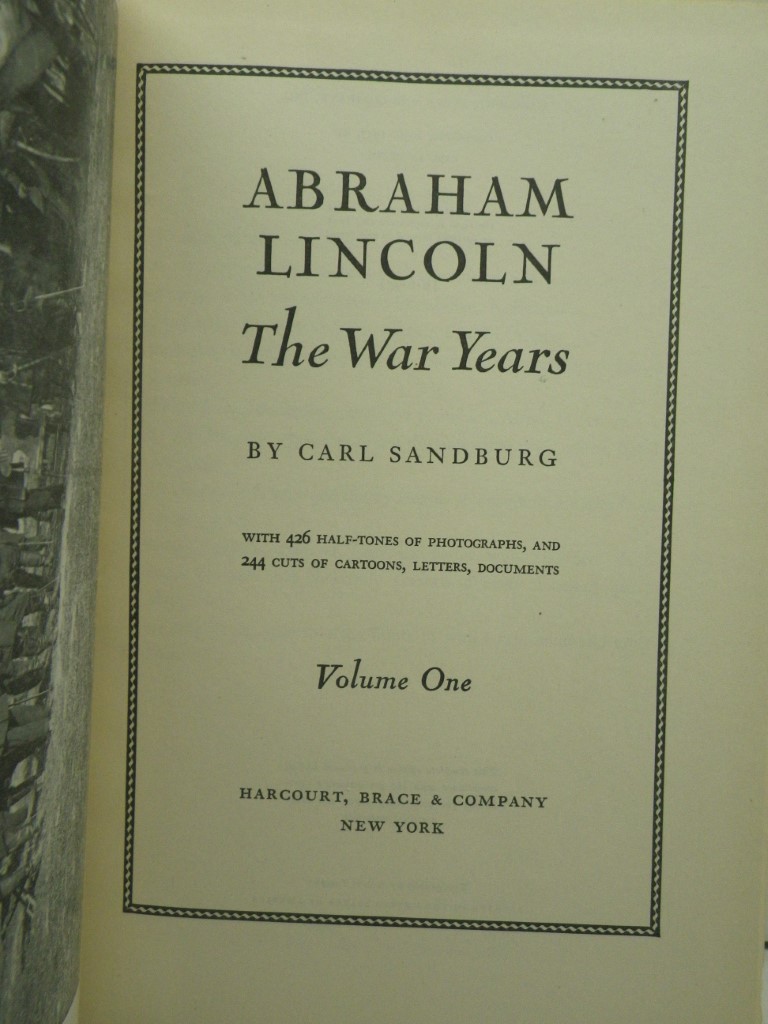 ABRAHAM
LINCOLN
The War Years
BY CARL SANDBURG
WITH 426 HALF-TONES OF PHOTOGRAPHS, AND
244 CUTS OF CARTOONS, LETTERS, DOCUMENTS
Volume One
HARCOURT, BRACE & COMPANY
NEW YORK